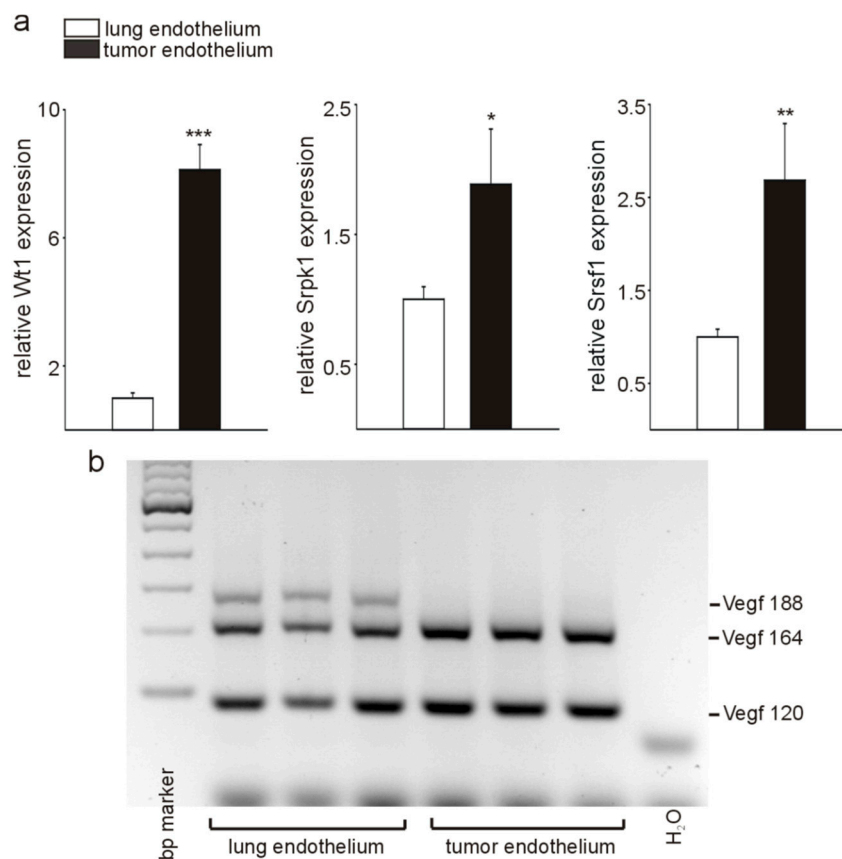 a
lung endothelium
tumor endothelium
relative Wt1 expression
10
6
2
***
relative Srpk1 expression
2.5
1.5
0.5
*
relative Srsf1 expression
3.5
2.5
1.5
0.5
**
b
Vegf 188
Vegf 164
Vegf 120
bp marker
lung endothelium
tumor endothelium
H₂O